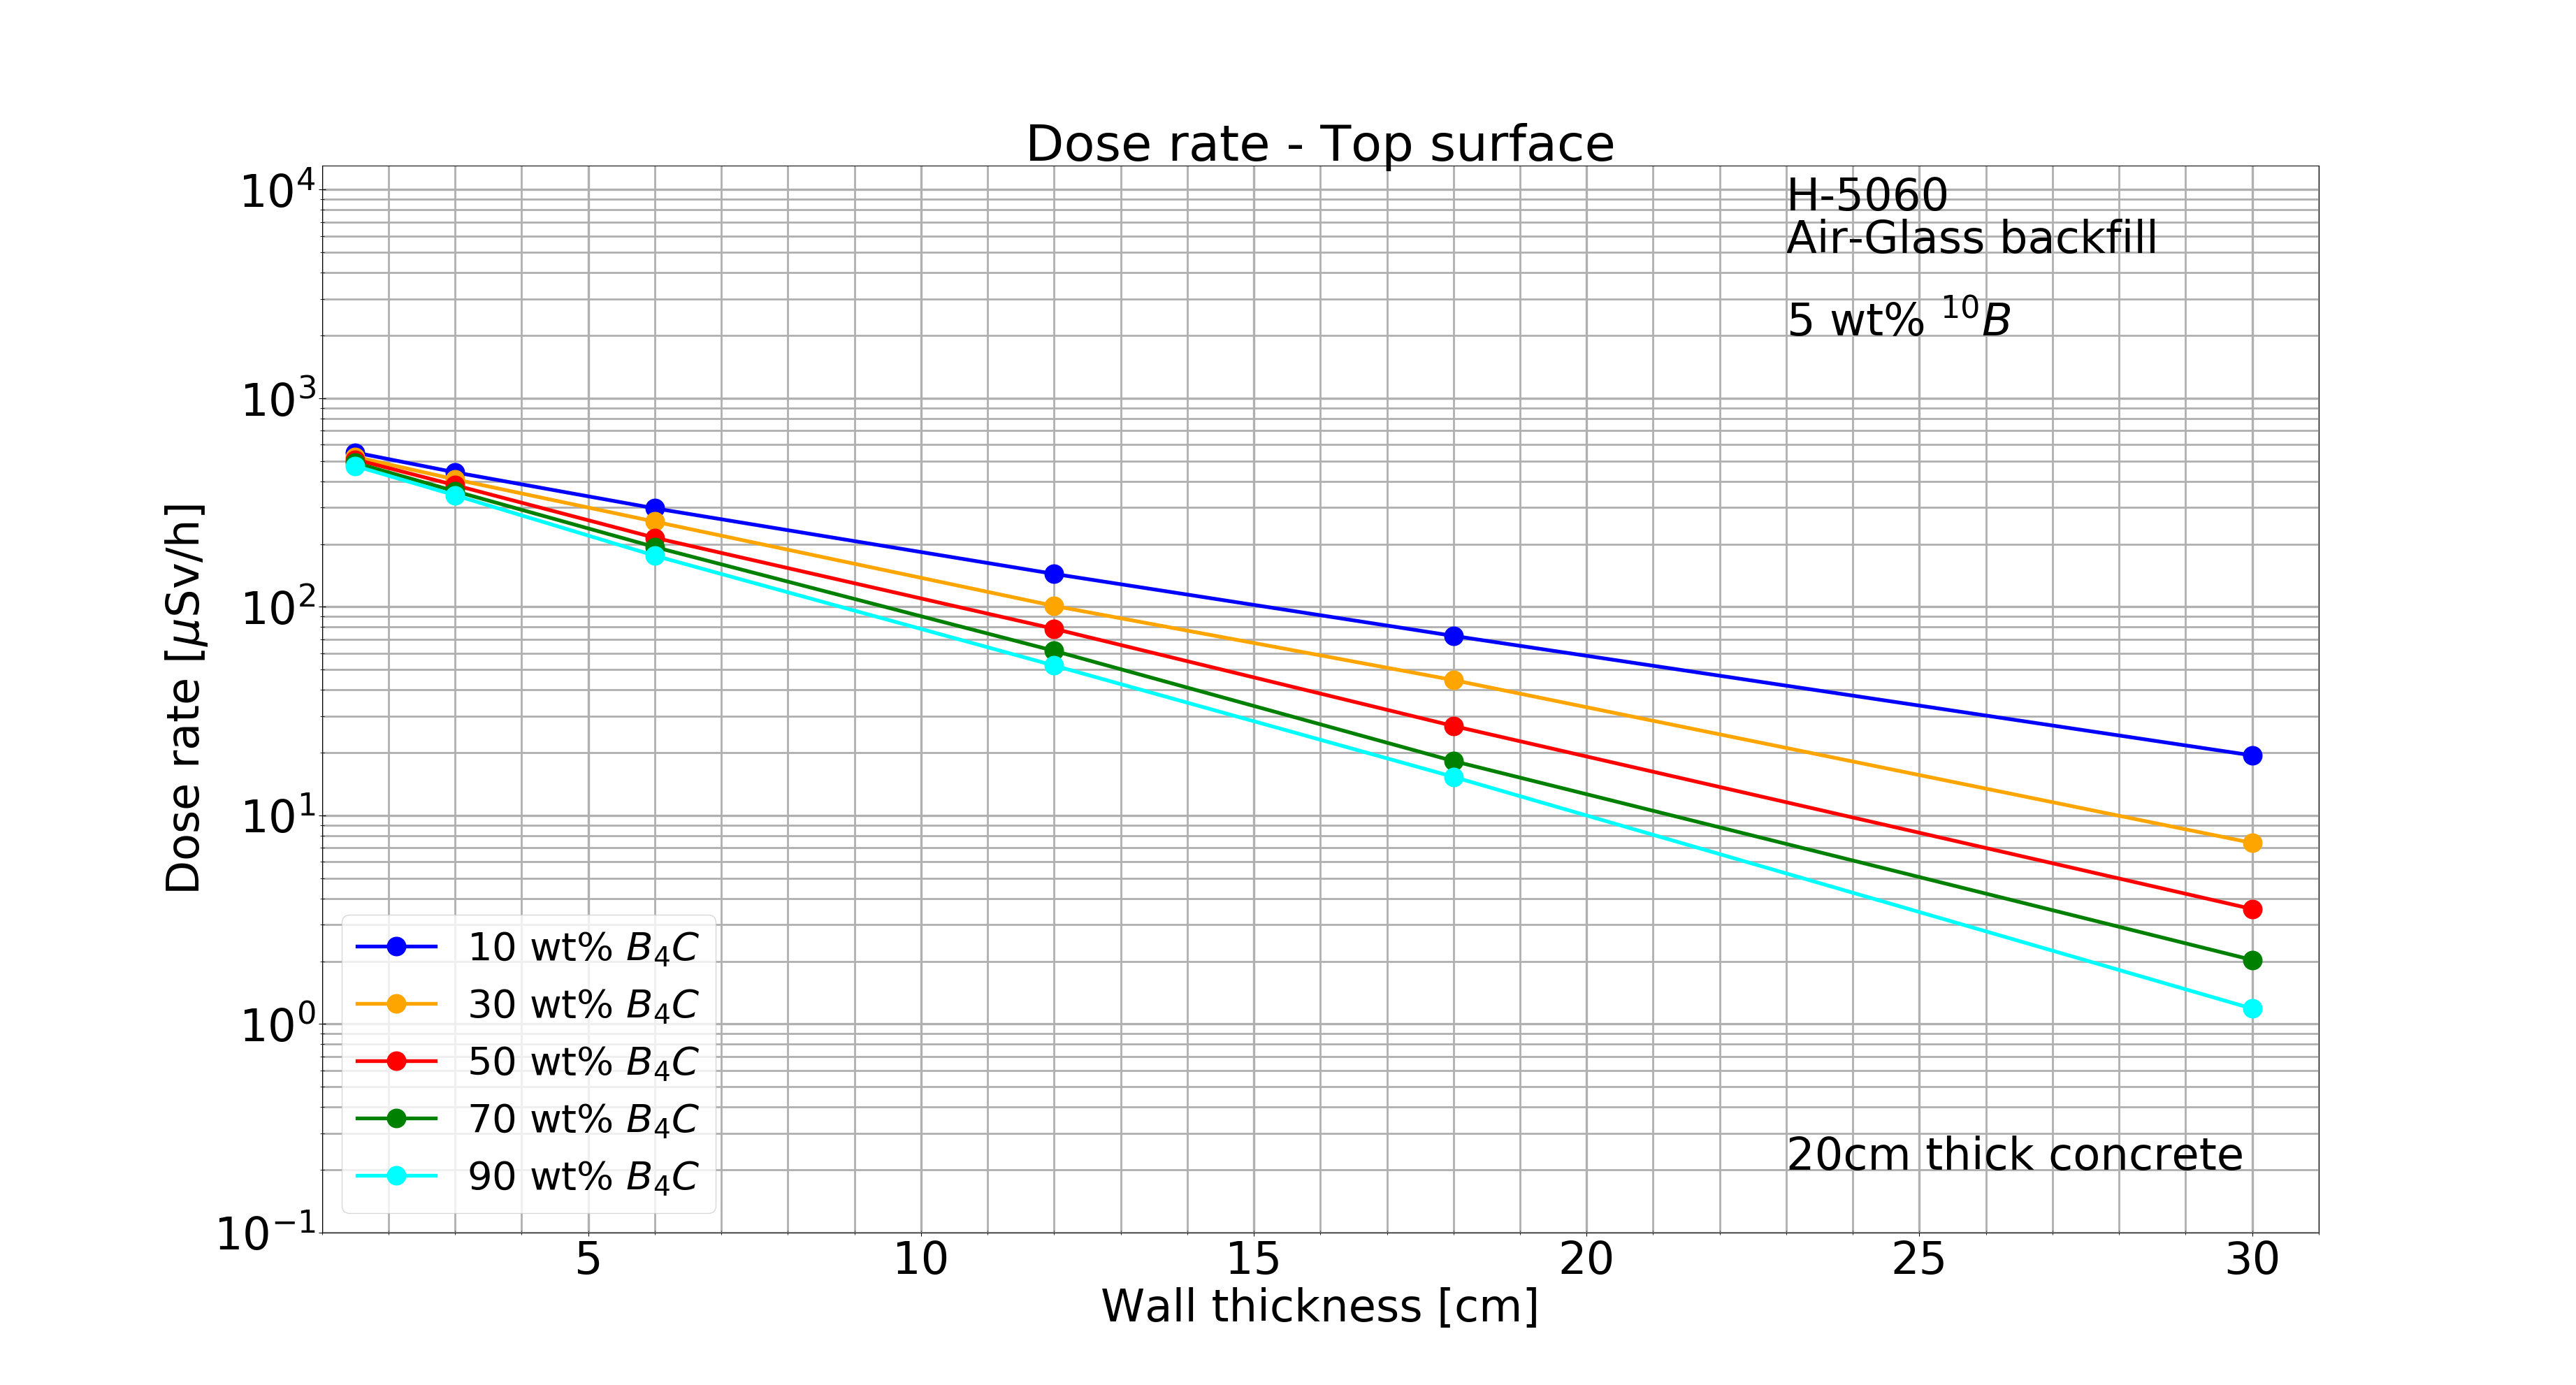 Dose rate - Top surface
H-5060
Air-Glass backfill
5 wt% ¹⁰B
10⁴
10³
10²
10¹
10⁰
10⁻¹
Dose rate [μSv/h]
10 wt% B₄C
30 wt% B₄C
50 wt% B₄C
70 wt% B₄C
90 wt% B₄C
20cm thick concrete
5 10 15 20 25 30
Wall thickness [cm]